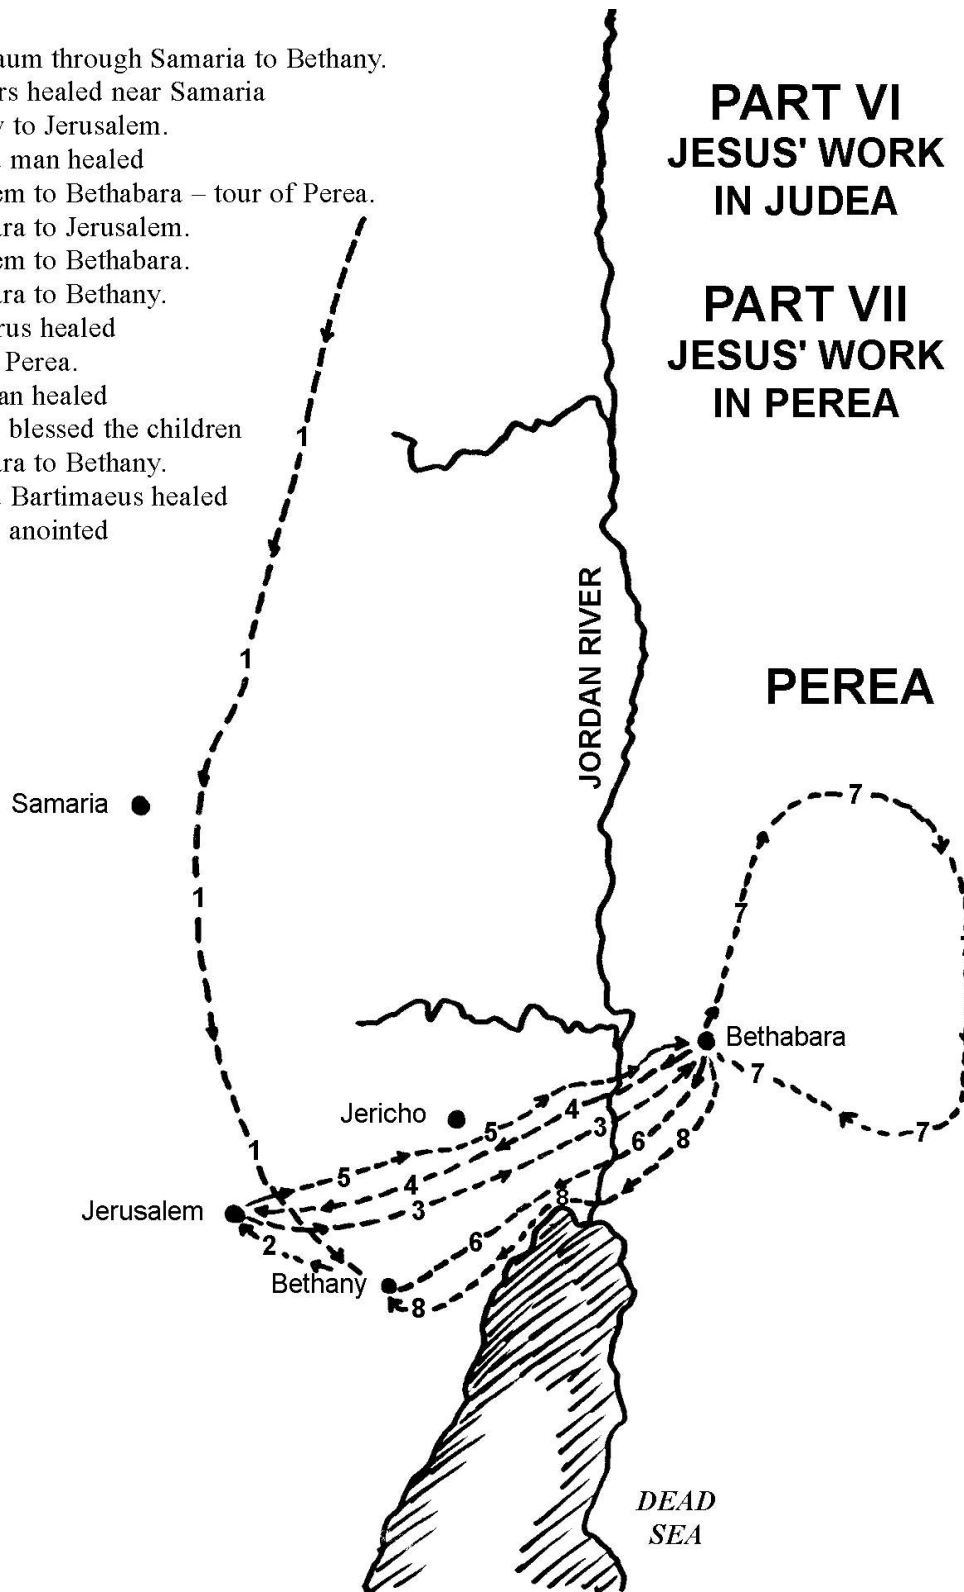 aum through Samaria to Bethany.
rs healed near Samaria
y to Jerusalem.
man healed
em to Bethabara – tour of Perea.
ara to Jerusalem.
em to Bethabara.
ara to Bethany.
rus healed
Perea.
an healed
blessed the children
ara to Bethany.
Bartimaeus healed
anointed
PART VI
JESUS' WORK
IN JUDEA
PART VII
JESUS' WORK
IN PEREA
1
1
JORDAN RIVER
PEREA
Samaria
7
1
7
Bethabara
7
Jericho
4
5
3
6
8
7
1
5
4
3
8
Jerusalem
2
6
Bethany
8
DEAD
SEA